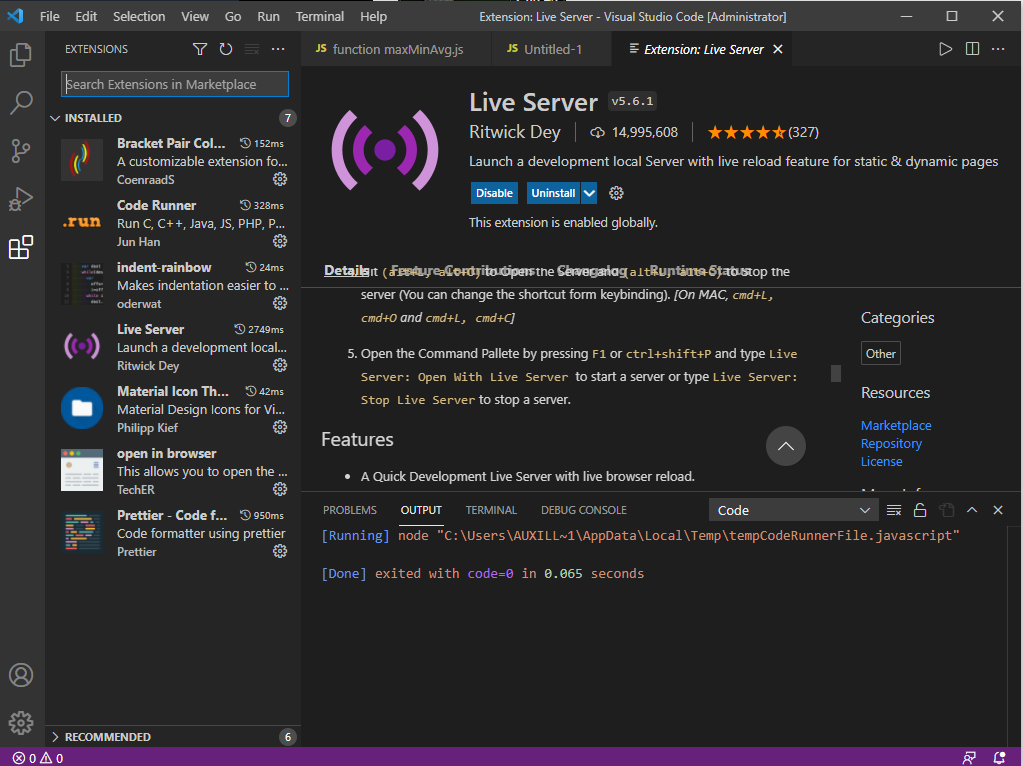 File Edit Selection View Go Run Terminal Help Extension: Live Server - Visual Studio Code [Administrator]
EXTENSIONS
JS function maxMinAvg.js JS Untitled-1 Extension: Live Server
Search Extensions in Marketplace
INSTALLED 7
Bracket Pair Col... 152ms
A customizable extension fo...
CoenraadS
.run
Code Runner 328ms
Run C, C++, Java, JS, PHP, P...
Jun Han
indent-rainbow 24ms
Makes indentation easier to ...
oderwat
Live Server 2749ms
Launch a development local...
Ritwick Dey
Material Icon Th... 42ms
Material Design Icons for Vi...
Philipp Kief
open in browser
This allows you to open the ...
TechER
Prettier - Code f... 950ms
Code formatter using prettier
Prettier
RECOMMENDED 6
Live Server v5.6.1
Ritwick Dey 14,995,608 (327)
Launch a development local Server with live reload feature for static & dynamic pages
Disable Uninstall
This extension is enabled globally.
Details Feature Contributions Changelog Runtime Status
to Open the Server and to Stop the
server (You can change the shortcut form keybinding). [On MAC, cmd+L,
cmd+O and cmd+L, cmd+C]
5. Open the Command Pallete by pressing F1 or ctrl+shift+P and type Live
Server: Open With Live Server to start a server or type Live Server:
Stop Live Server to stop a server.
Features
• A Quick Development Live Server with live browser reload.
Categories
Other
Resources
Marketplace
Repository
License
PROBLEMS OUTPUT TERMINAL DEBUG CONSOLE Code
[Running] node "C:\Users\AUXILL~1\AppData\Local\Temp\tempCodeRunnerFile.javascript"
[Done] exited with code=0 in 0.065 seconds
0 0